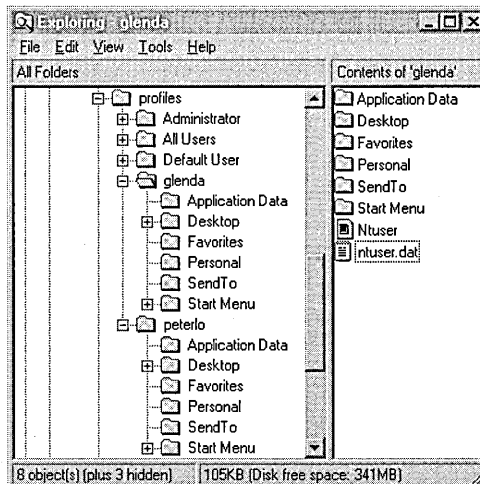 Exploring - glenda
File Edit View Tools Help
All Folders
Contents of 'glenda'
profiles
Administrator
All Users
Default User
glenda
Application Data
Desktop
Favorites
Personal
SendTo
Start Menu
peterlo
Application Data
Desktop
Favorites
Personal
SendTo
Start Menu
Application Data
Desktop
Favorites
Personal
SendTo
Start Menu
Ntuser
ntuser.dat
8 object(s) (plus 3 hidden)
105KB (Disk free space: 341MB)